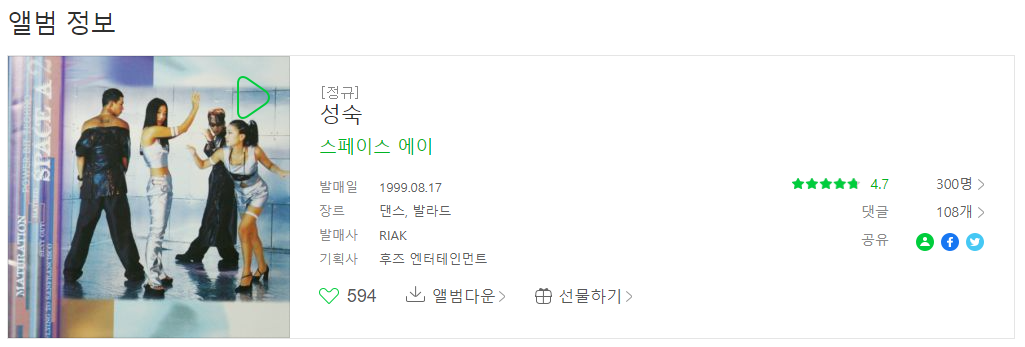 앨범 정보
[정규]
성숙
스페이스 에이
발매일 1999.08.17
장르 댄스, 발라드
발매사 RIAK
기획사 후즈 엔터테인먼트
594 앨범다운 선물하기
4.7 300명
댓글 108개
공유
SPACE A 2
MATURATION